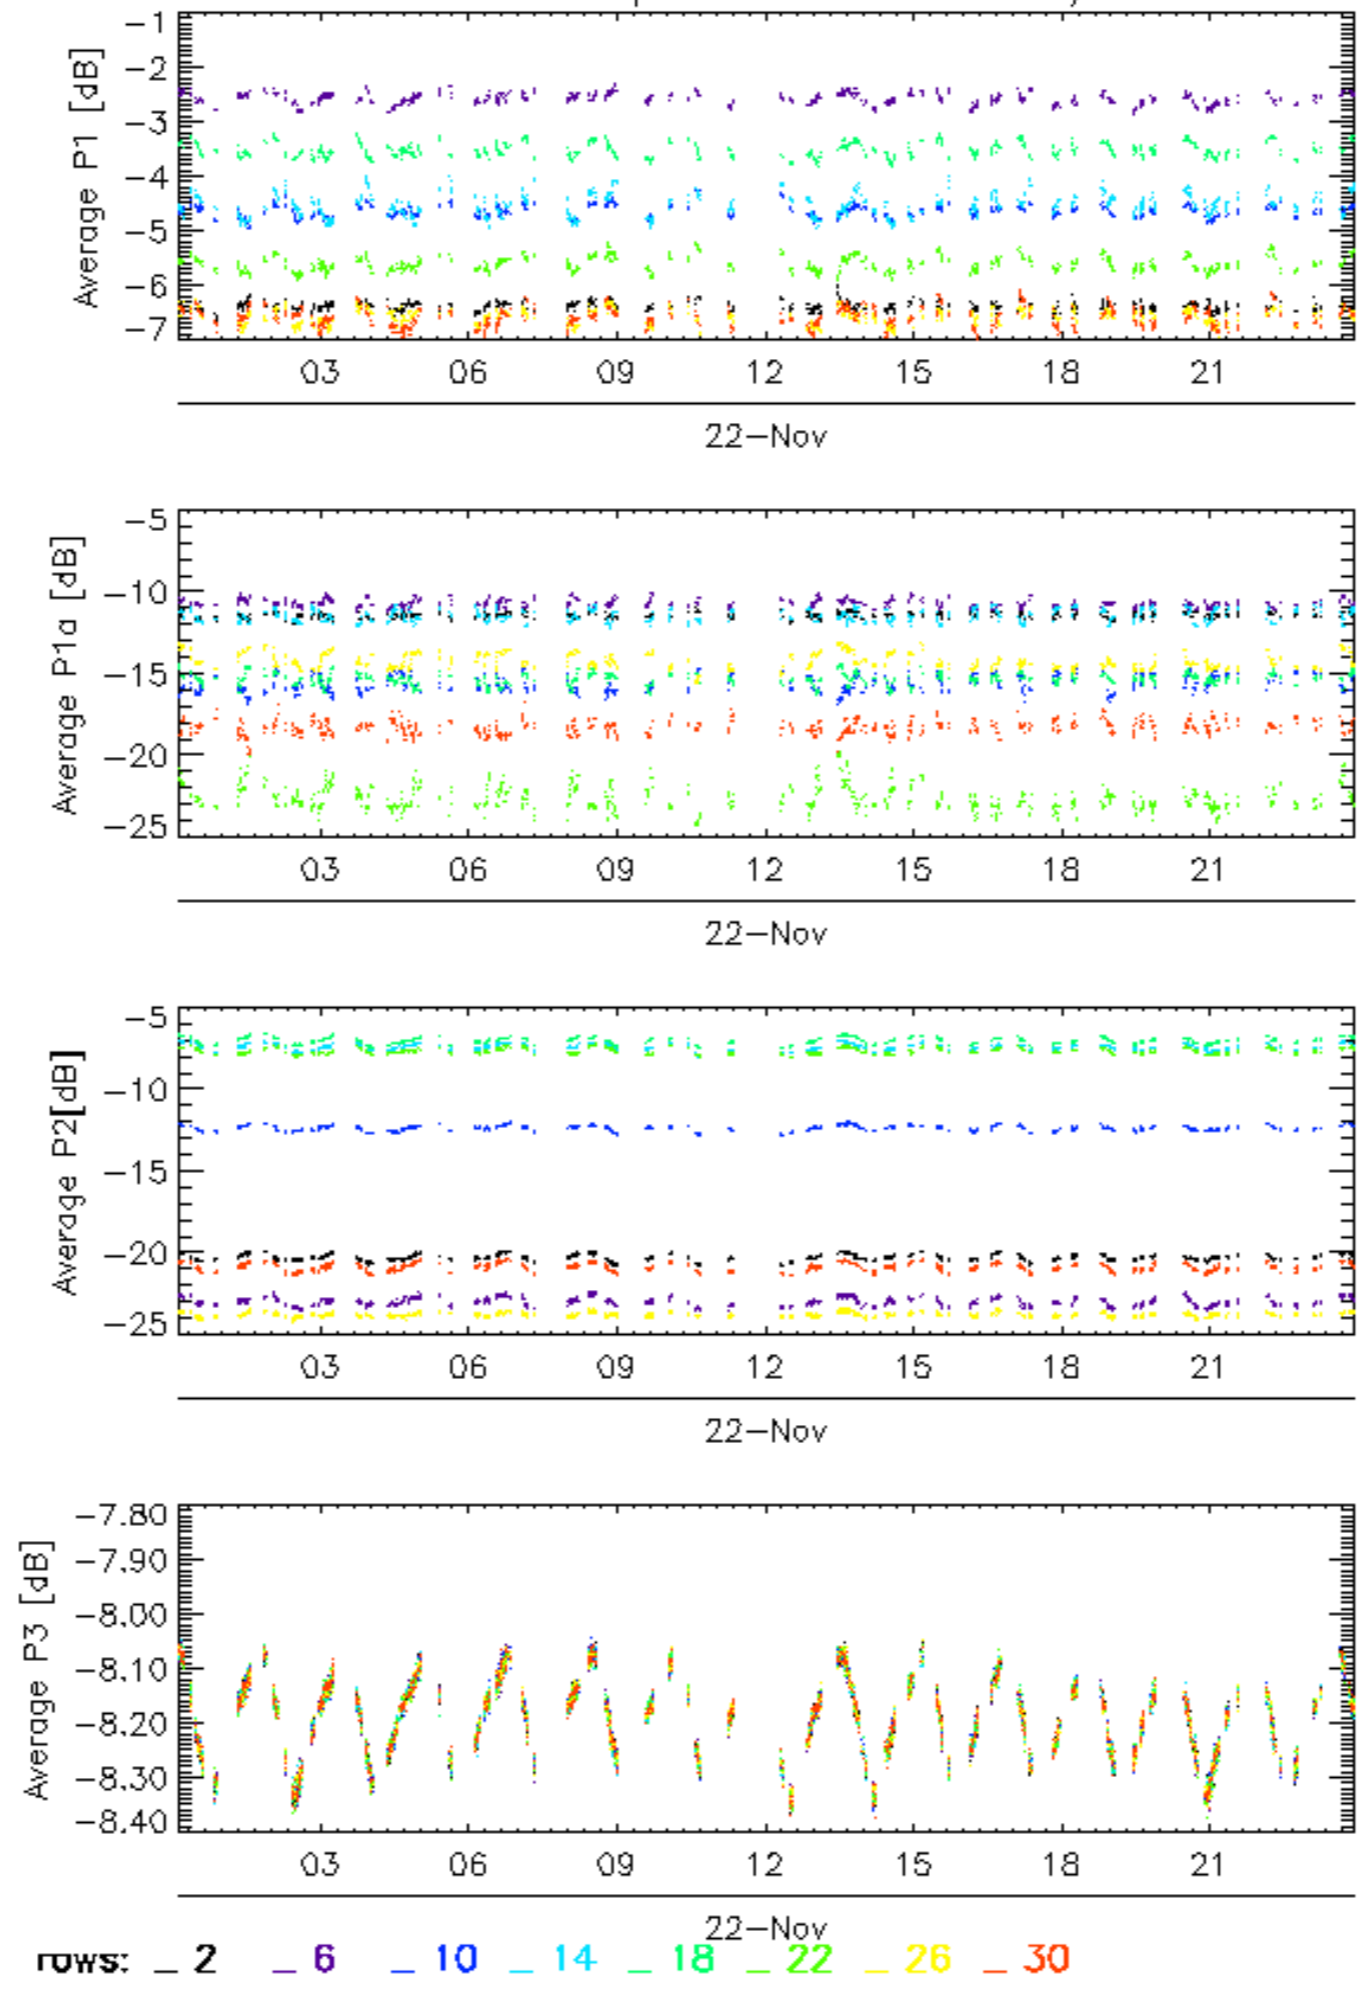 Average P1 [dB]
-1
-2
-3
-4
-5
-6
-7
03 06 09 12 15 18 21
22-Nov
Average P1a [dB]
-5
-10
-15
-20
-25
03 06 09 12 15 18 21
22-Nov
Average P2[dB]
-5
-10
-15
-20
-25
03 06 09 12 15 18 21
22-Nov
Average P3 [dB]
-7.80
-7.90
-8.00
-8.10
-8.20
-8.30
-8.40
03 06 09 12 15 18 21
22-Nov
rows: _ 2 _ 6 _ 10 _ 14 _ 18 _ 22 _ 26 _ 30